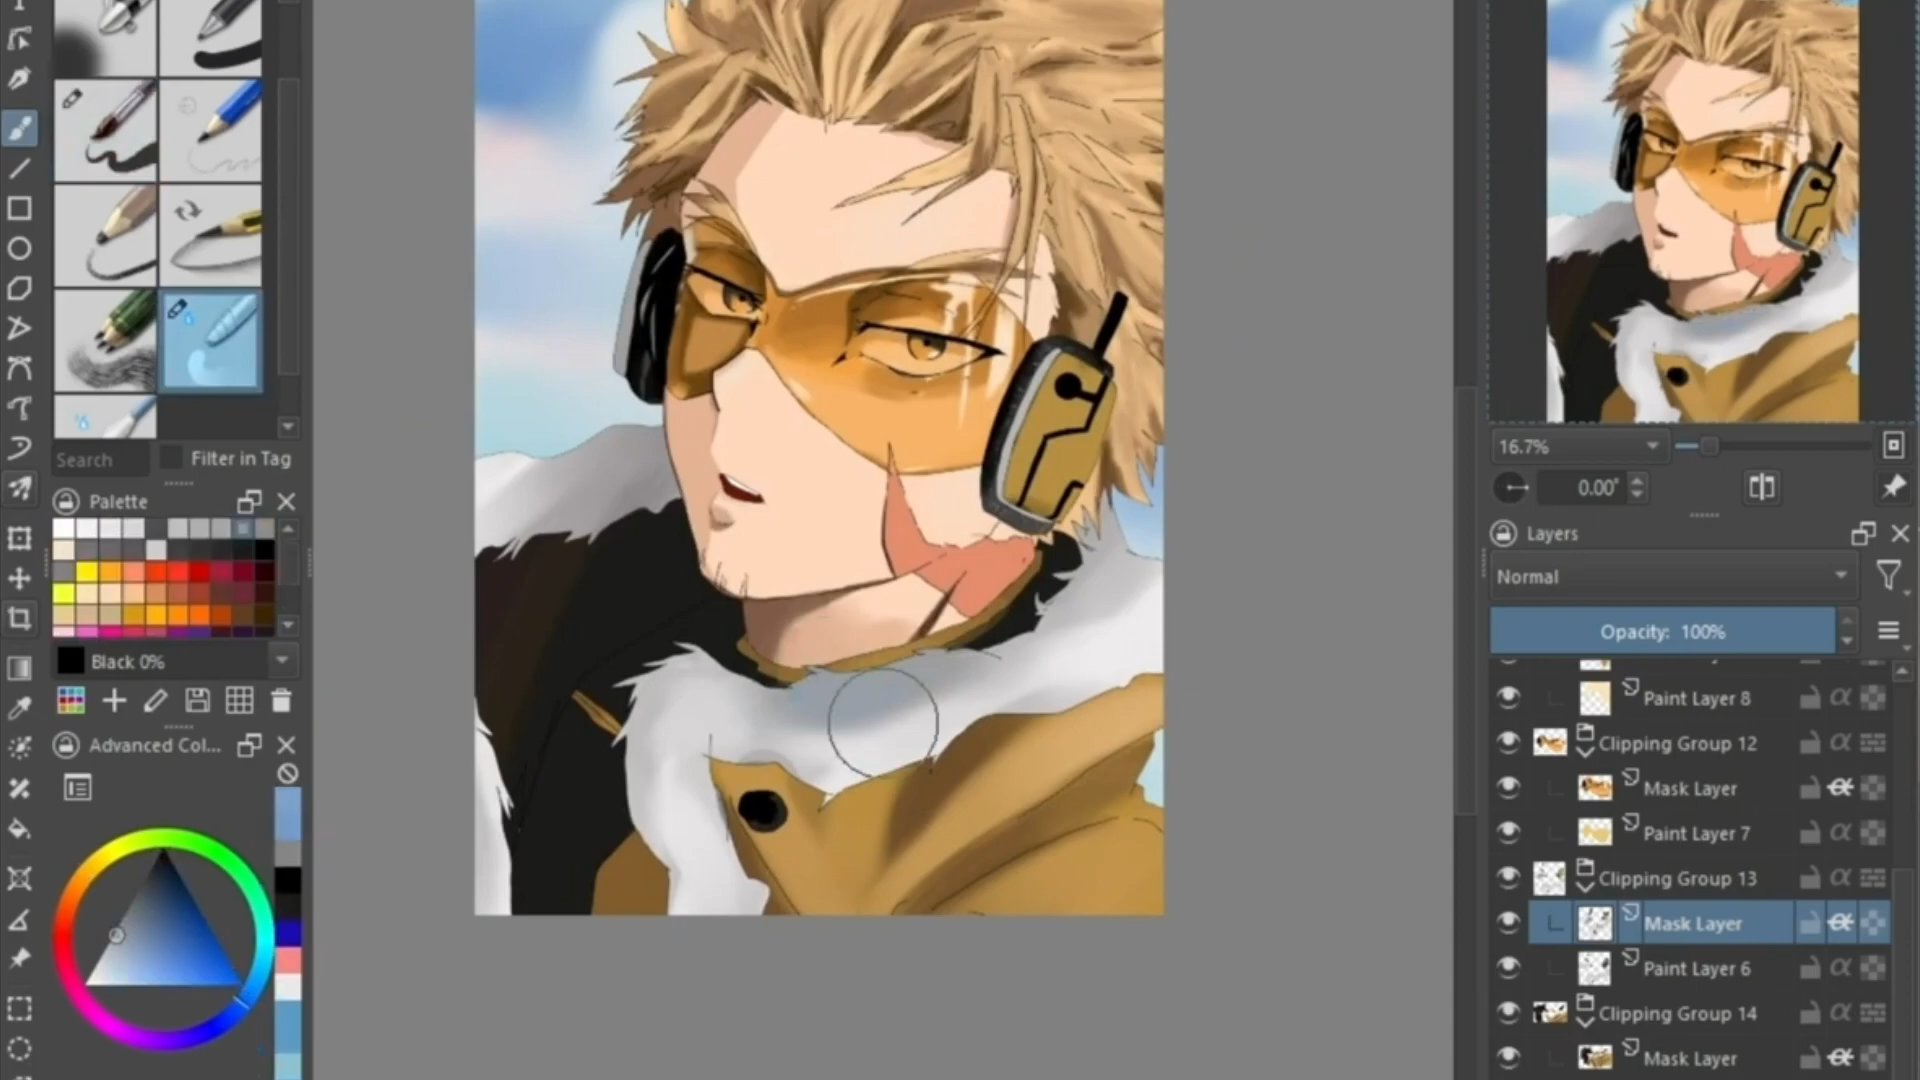 Search
Filter in Tag
Palette
Black 0%
Advanced Col...
16.7%
0.00°
Layers
Normal
Opacity: 100%
Paint Layer 8
Clipping Group 12
Mask Layer
Paint Layer 7
Clipping Group 13
Mask Layer
Paint Layer 6
Clipping Group 14
Mask Layer